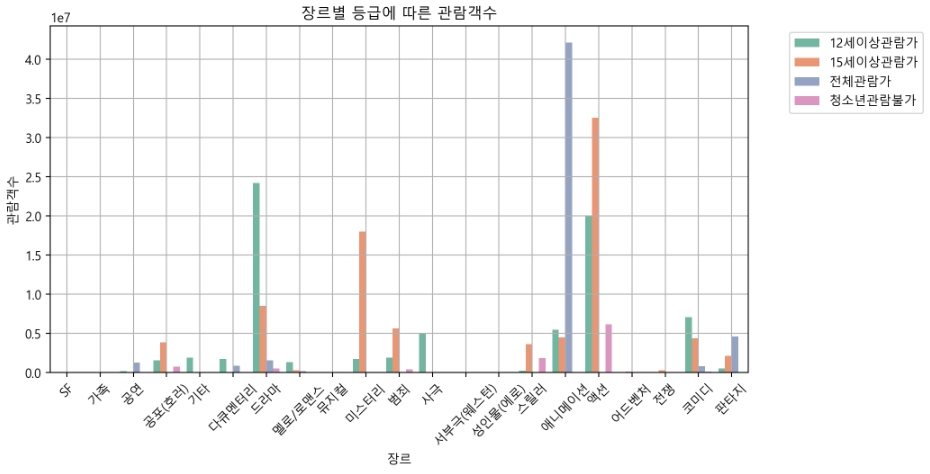 장르별 등급에 따른 관람객수
1e7
4.0
3.5
3.0
2.5
2.0
1.5
1.0
0.5
0.0
관람객수
SF
가족
공연
공포(호러)
기타
다큐멘터리
드라마
멜로/로맨스
뮤지컬
미스터리
범죄
사극
서부극(웨스턴)
성인물(에로)
스릴러
애니메이션
액션
어드벤처
전쟁
코미디
판타지
장르
12세이상관람가
15세이상관람가
전체관람가
청소년관람불가